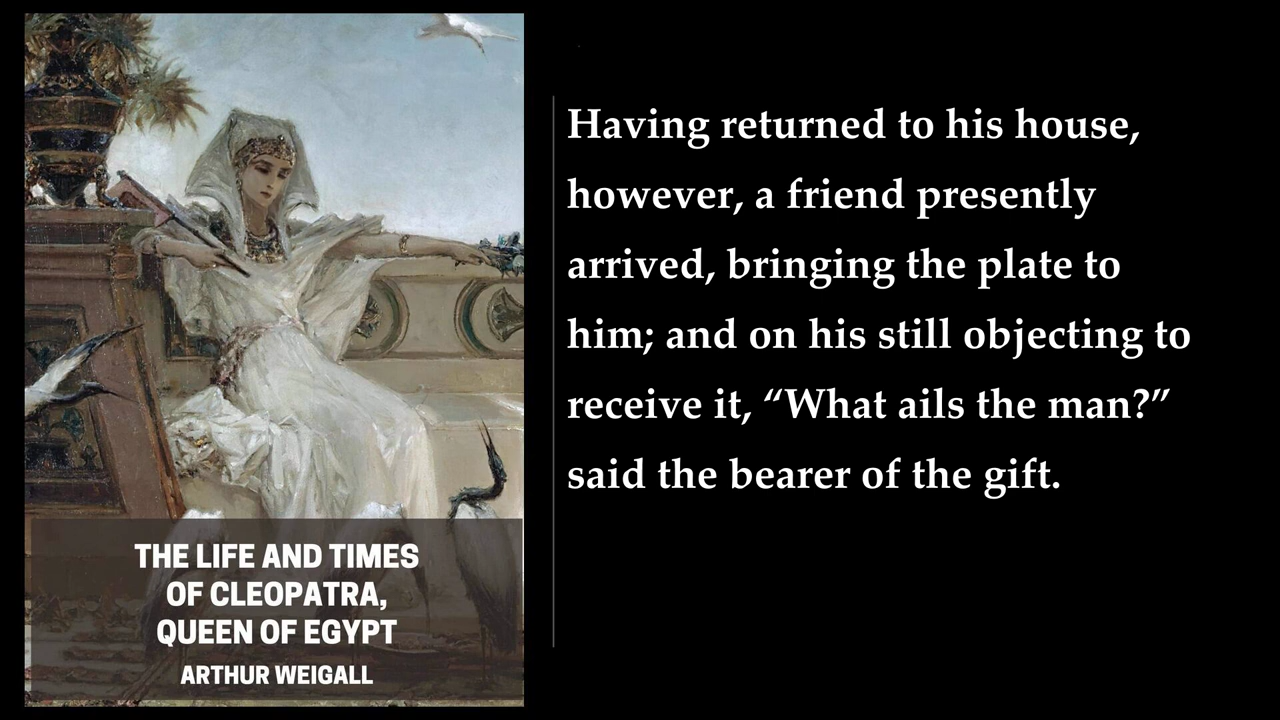 THE LIFE AND TIMES
OF CLEOPATRA,
QUEEN OF EGYPT
ARTHUR WEIGALL
Having returned to his house,
however, a friend presently
arrived, bringing the plate to
him; and on his still objecting to
receive it, “What ails the man?”
said the bearer of the gift.